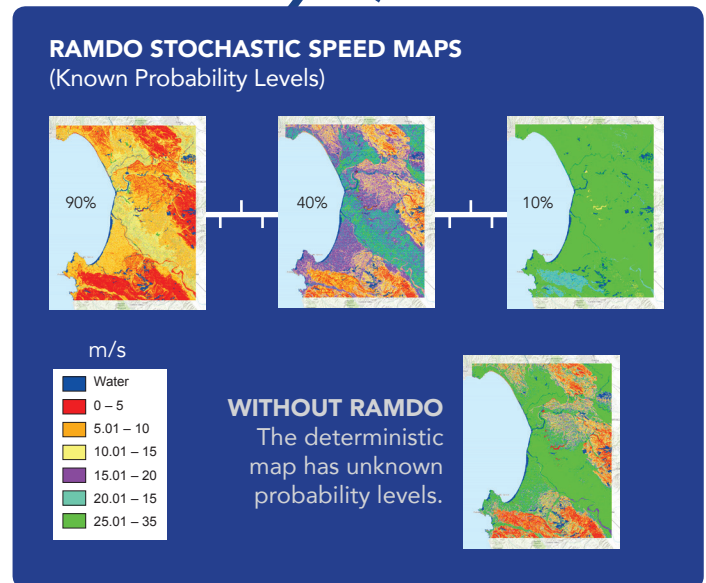 RAMDO STOCHASTIC SPEED MAPS
(Known Probability Levels)
90%
40%
10%
m/s
Water
0 – 5
5.01 – 10
10.01 – 15
15.01 – 20
20.01 – 15
25.01 – 35
WITHOUT RAMDO
The deterministic
map has unknown
probability levels.